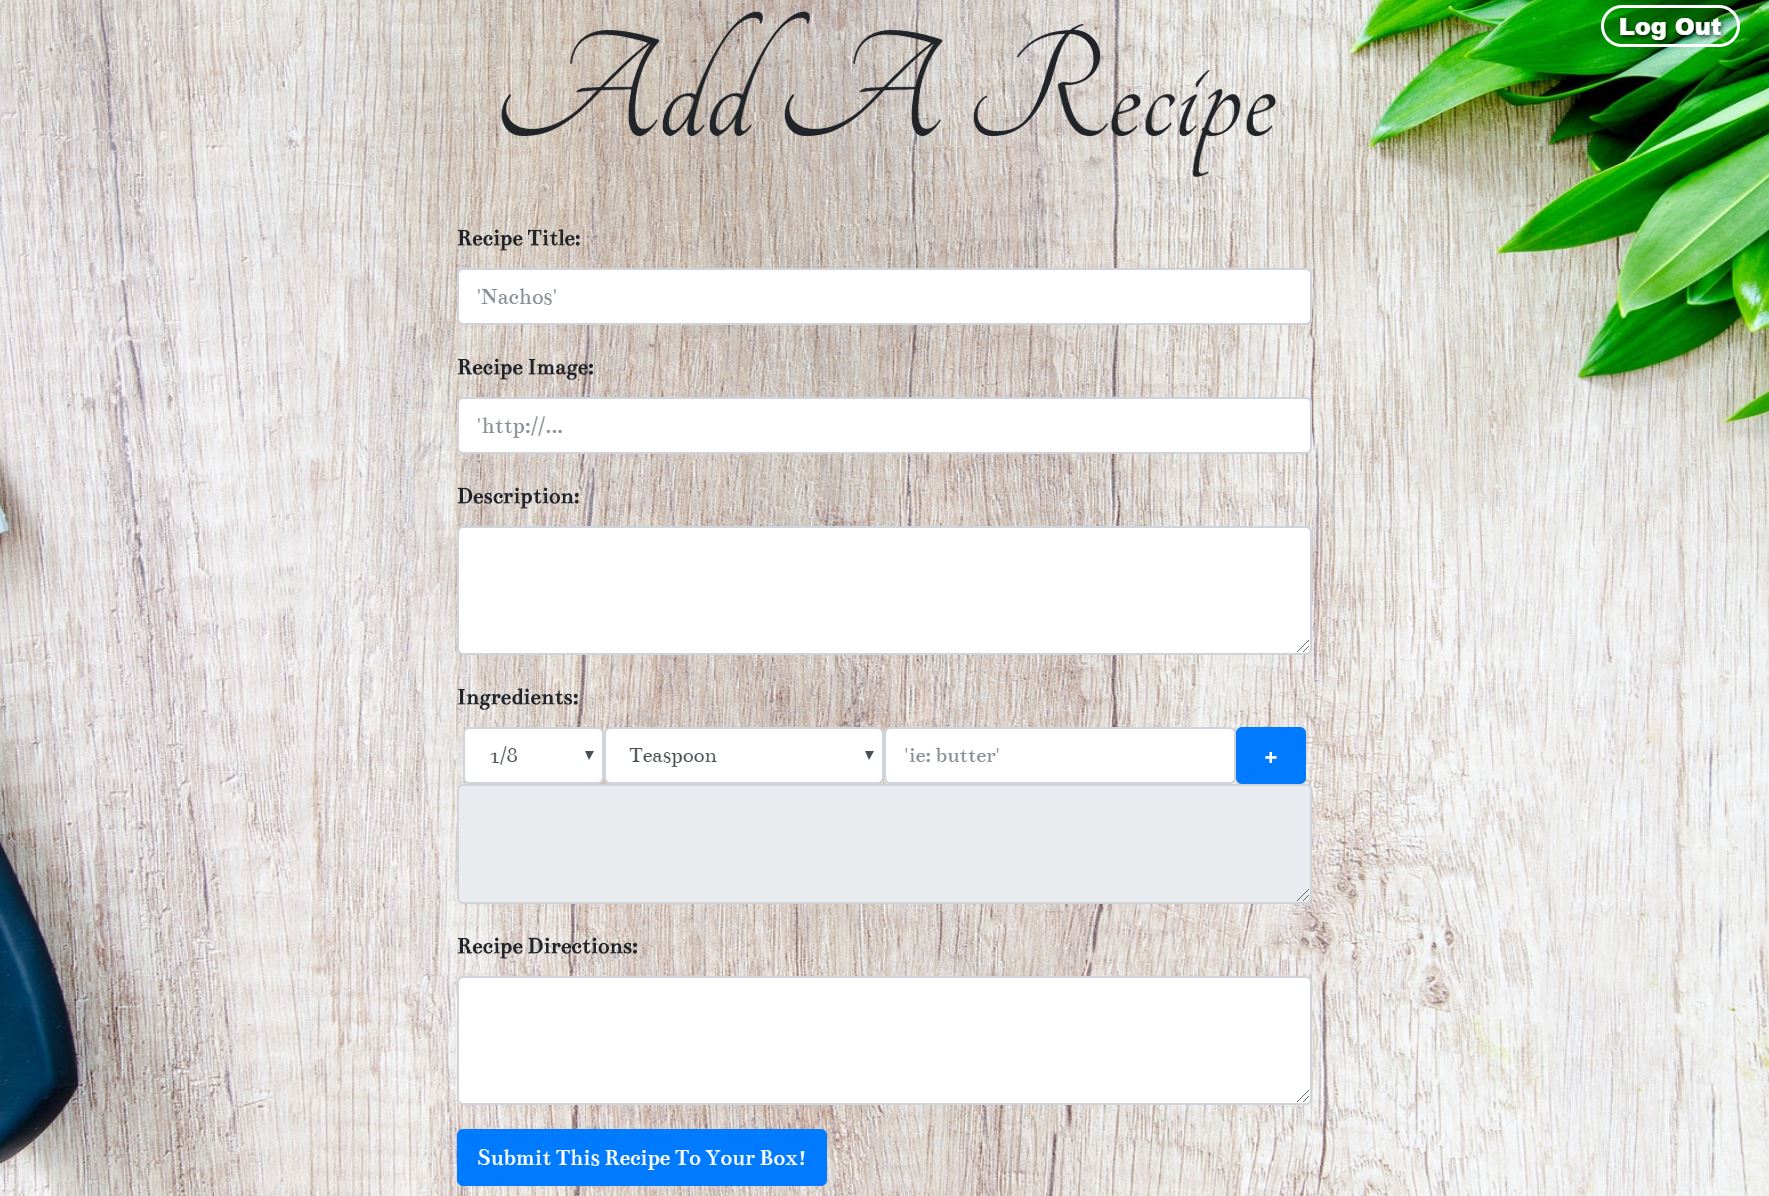 Log Out
Add A Recipe
Recipe Title:
'Nachos'
Recipe Image:
'http://...
Description:
Ingredients:
1/8 Teaspoon 'ie: butter' +
Recipe Directions:
Submit This Recipe To Your Box!